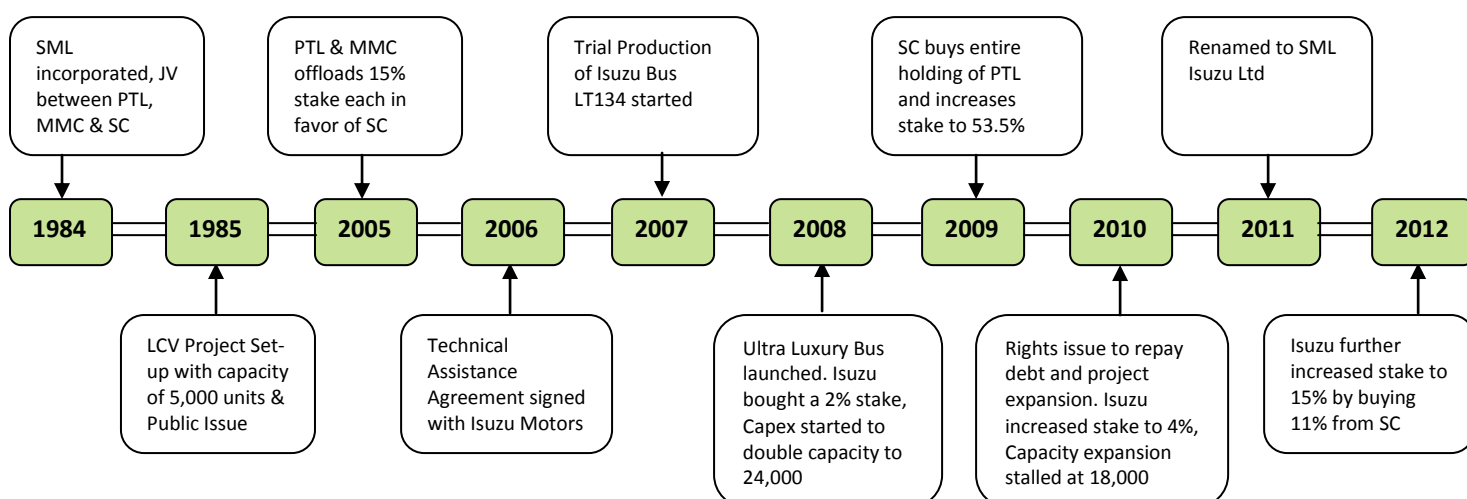 SML
incorporated, JV
between PTL,
MMC & SC
PTL & MMC
offloads 15%
stake each in
favor of SC
Trial Production
of Isuzu Bus
LT134 started
SC buys entire
holding of PTL
and increases
stake to 53.5%
Renamed to SML
Isuzu Ltd
1984
1985
2005
2006
2007
2008
2009
2010
2011
2012
LCV Project Set-
up with capacity
of 5,000 units &
Public Issue
Technical
Assistance
Agreement signed
with Isuzu Motors
Ultra Luxury Bus
launched. Isuzu
bought a 2% stake,
Capex started to
double capacity to
24,000
Rights issue to repay
debt and project
expansion. Isuzu
increased stake to 4%,
Capacity expansion
stalled at 18,000
Isuzu further
increased stake to
15% by buying
11% from SC